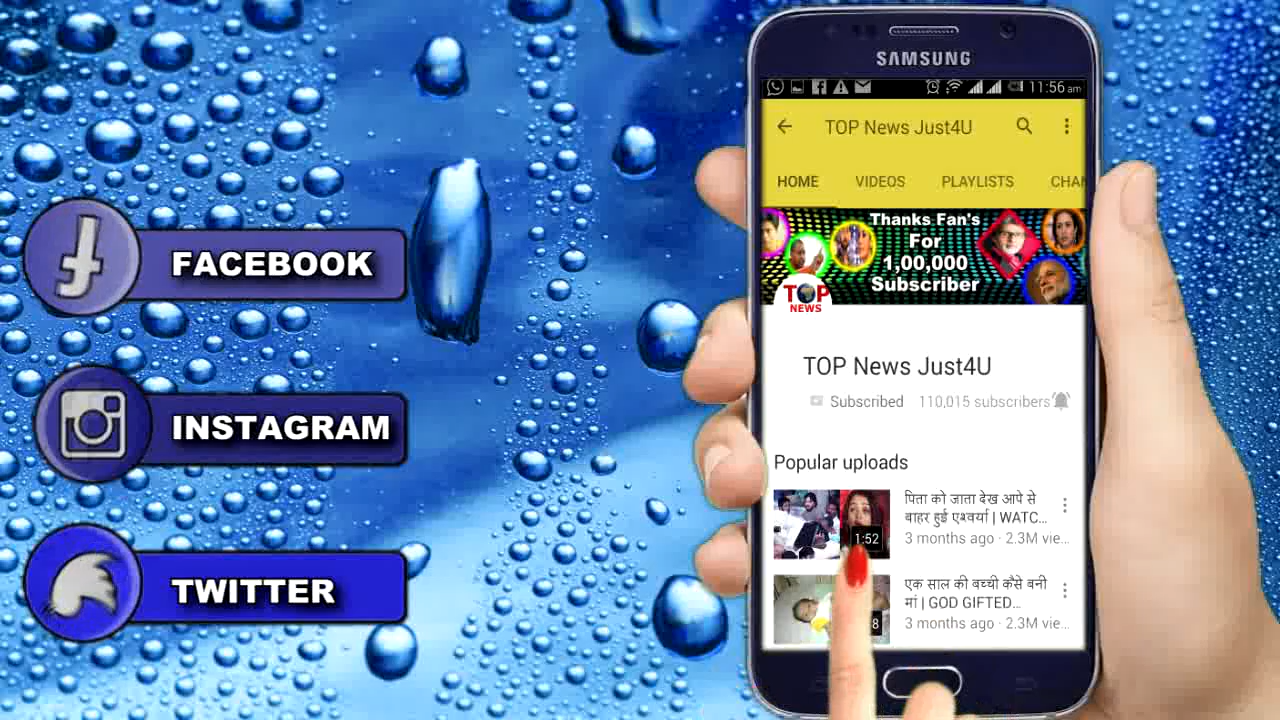 FACEBOOK
INSTAGRAM
TWITTER
SAMSUNG
11:56 am
TOP News Just4U
HOME VIDEOS PLAYLISTS CHAN
Thanks Fan's
For
1,00,000
Subscriber
TOP
NEWS
TOP News Just4U
Subscribed 110,015 subscribers
Popular uploads
1:52
पिता को जाता देख आपे से
बाहर हुई एश्वर्या | WATC...
3 months ago · 2.3M vie...
8
एक साल की बच्ची कैसे बनी
मां | GOD GIFTED...
3 months ago · 2.3M vie...